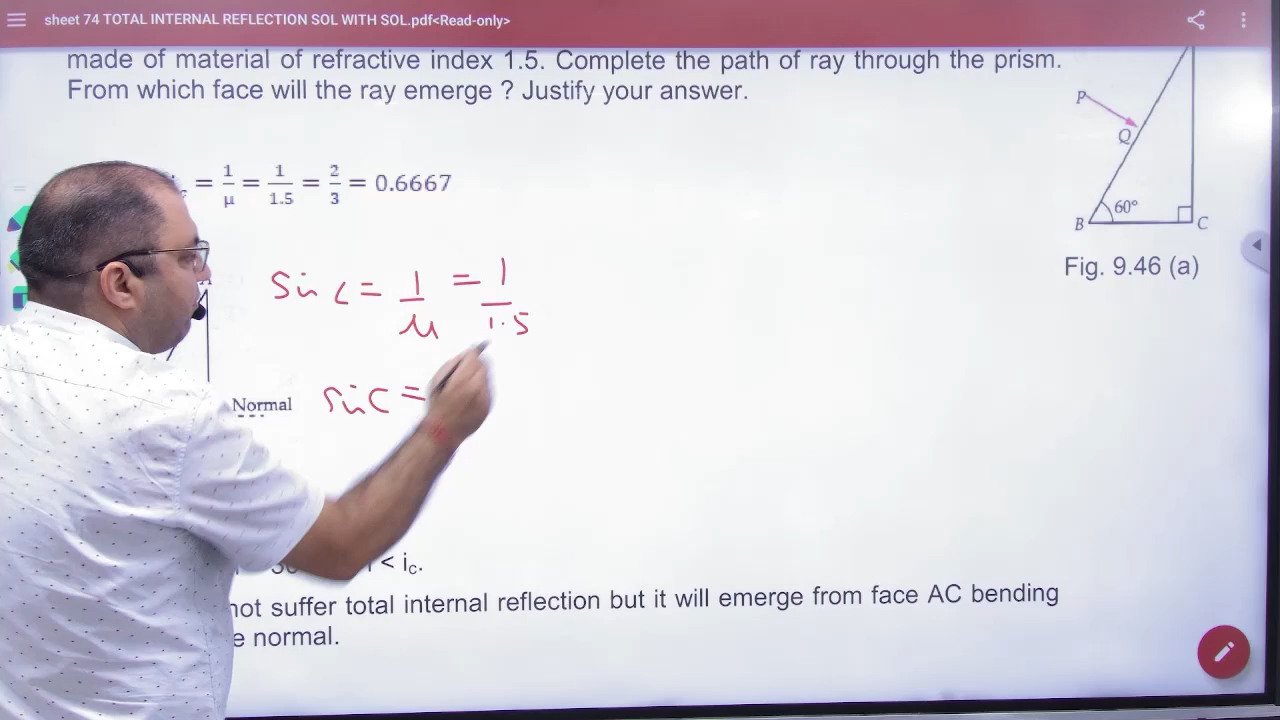 sheet 74 TOTAL INTERNAL REFLECTION SOL WITH SOL.pdf<Read-only>
made of material of refractive index 1.5. Complete the path of ray through the prism.
From which face will the ray emerge ? Justify your answer.
P
Q
B 60° C
Fig. 9.46 (a)
= 1/μ = 1/1.5 = 2/3 = 0.6667
Sin c = 1/μ = 1/1.5
Normal
sin c =
< ic.
not suffer total internal reflection but it will emerge from face AC bending
normal.